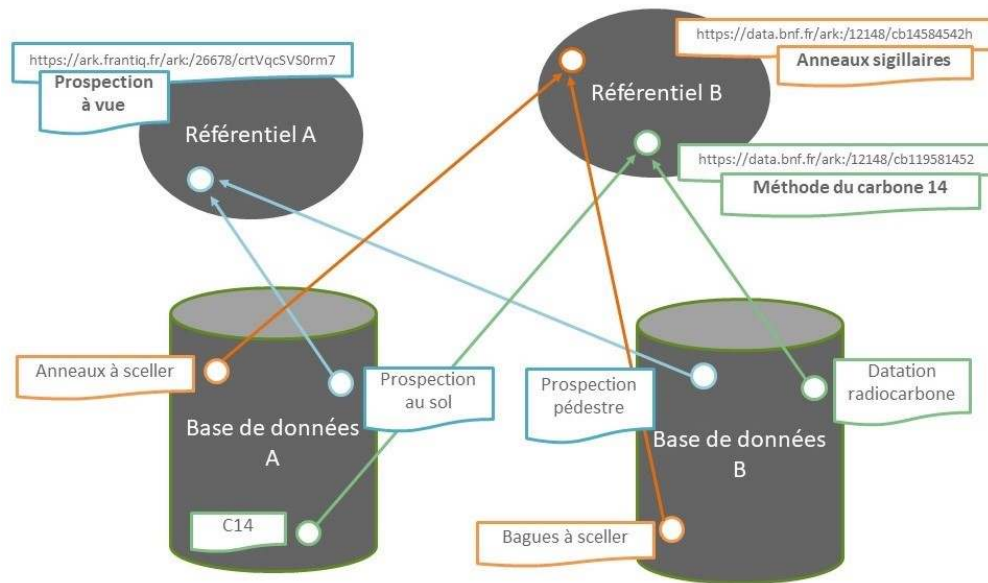 https://ark.frantiq.fr/ark:/26678/crtVqcSVS0rm7
Prospection
à vue
Référentiel A
https://data.bnf.fr/ark:/12148/cb14584542h
Anneaux sigillaires
Référentiel B
https://data.bnf.fr/ark:/12148/cb119581452
Méthode du carbone 14
Anneaux à sceller
Prospection
au sol
Base de données
A
C14
Prospection
pédestre
Datation
radiocarbone
Base de données
B
Bagues à sceller